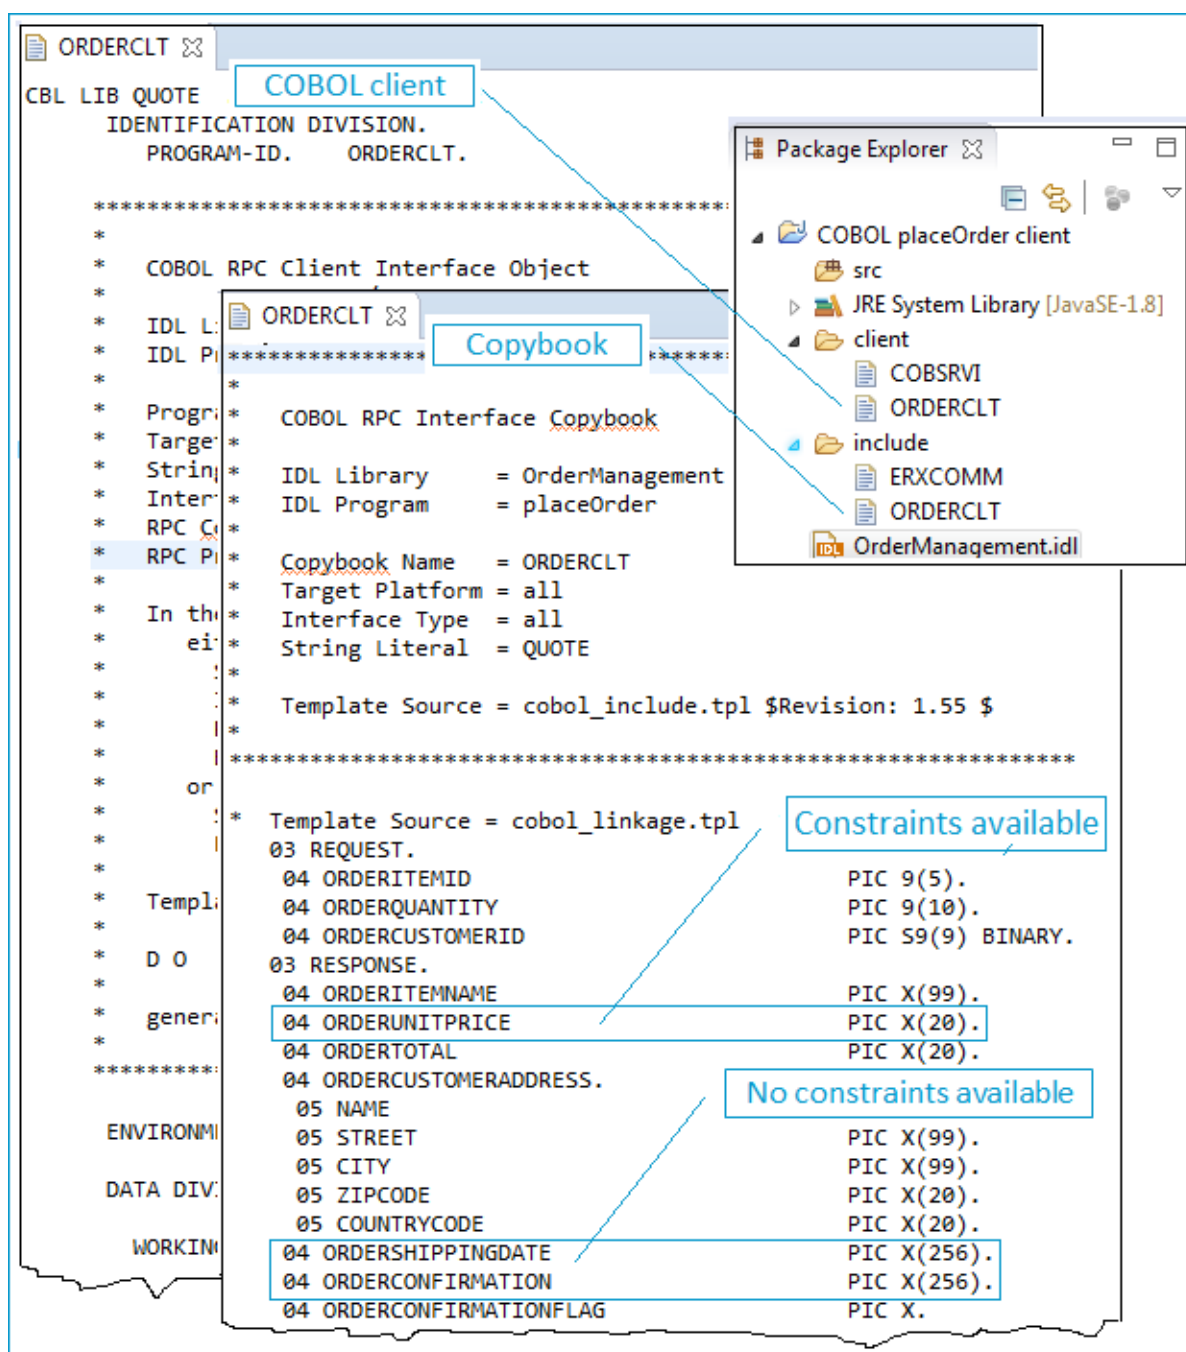 ORDERCLT
COBOL client
CBL LIB QUOTE
IDENTIFICATION DIVISION.
PROGRAM-ID. ORDERCLT.
*****************************************************
*
* COBOL RPC Client Interface Object
*
* IDL
* IDL
*
*
*
*
*
* RPC
* RPC
*
* In
*
*
*
*
*
* or
*
*
*
*
*
* D O
*
*
*
**********
DATA
Package Explorer
COBOL placeOrder client
src
JRE System Library [JavaSE-1.8]
client
COBSRVI
ORDERCLT
include
ERXCOMM
ORDERCLT
OrderManagement.idl
ORDERCLT
Copybook
*****************************************************
*
* COBOL RPC Interface Copybook
*
* IDL Library = OrderManagement
* IDL Program = placeOrder
*
* Copybook Name = ORDERCLT
* Target Platform = all
* Interface Type = all
* String Literal = QUOTE
*
* Template Source = cobol_include.tpl $Revision: 1.55 $
*
***************************************************************
* Template Source = cobol_linkage.tpl
Constraints available
03 REQUEST.
04 ORDERITEMID PIC 9(5).
04 ORDERQUANTITY PIC 9(10).
04 ORDERCUSTOMERID PIC S9(9) BINARY.
03 RESPONSE.
04 ORDERITEMNAME PIC X(99).
04 ORDERUNITPRICE PIC X(20).
04 ORDERTOTAL PIC X(20).
04 ORDERCUSTOMERADDRESS.
No constraints available
05 NAME
05 STREET PIC X(99).
05 CITY PIC X(99).
05 ZIPCODE PIC X(20).
05 COUNTRYCODE PIC X(20).
04 ORDERSHIPPINGDATE PIC X(256).
04 ORDERCONFIRMATION PIC X(256).
04 ORDERCONFIRMATIONFLAG PIC X.